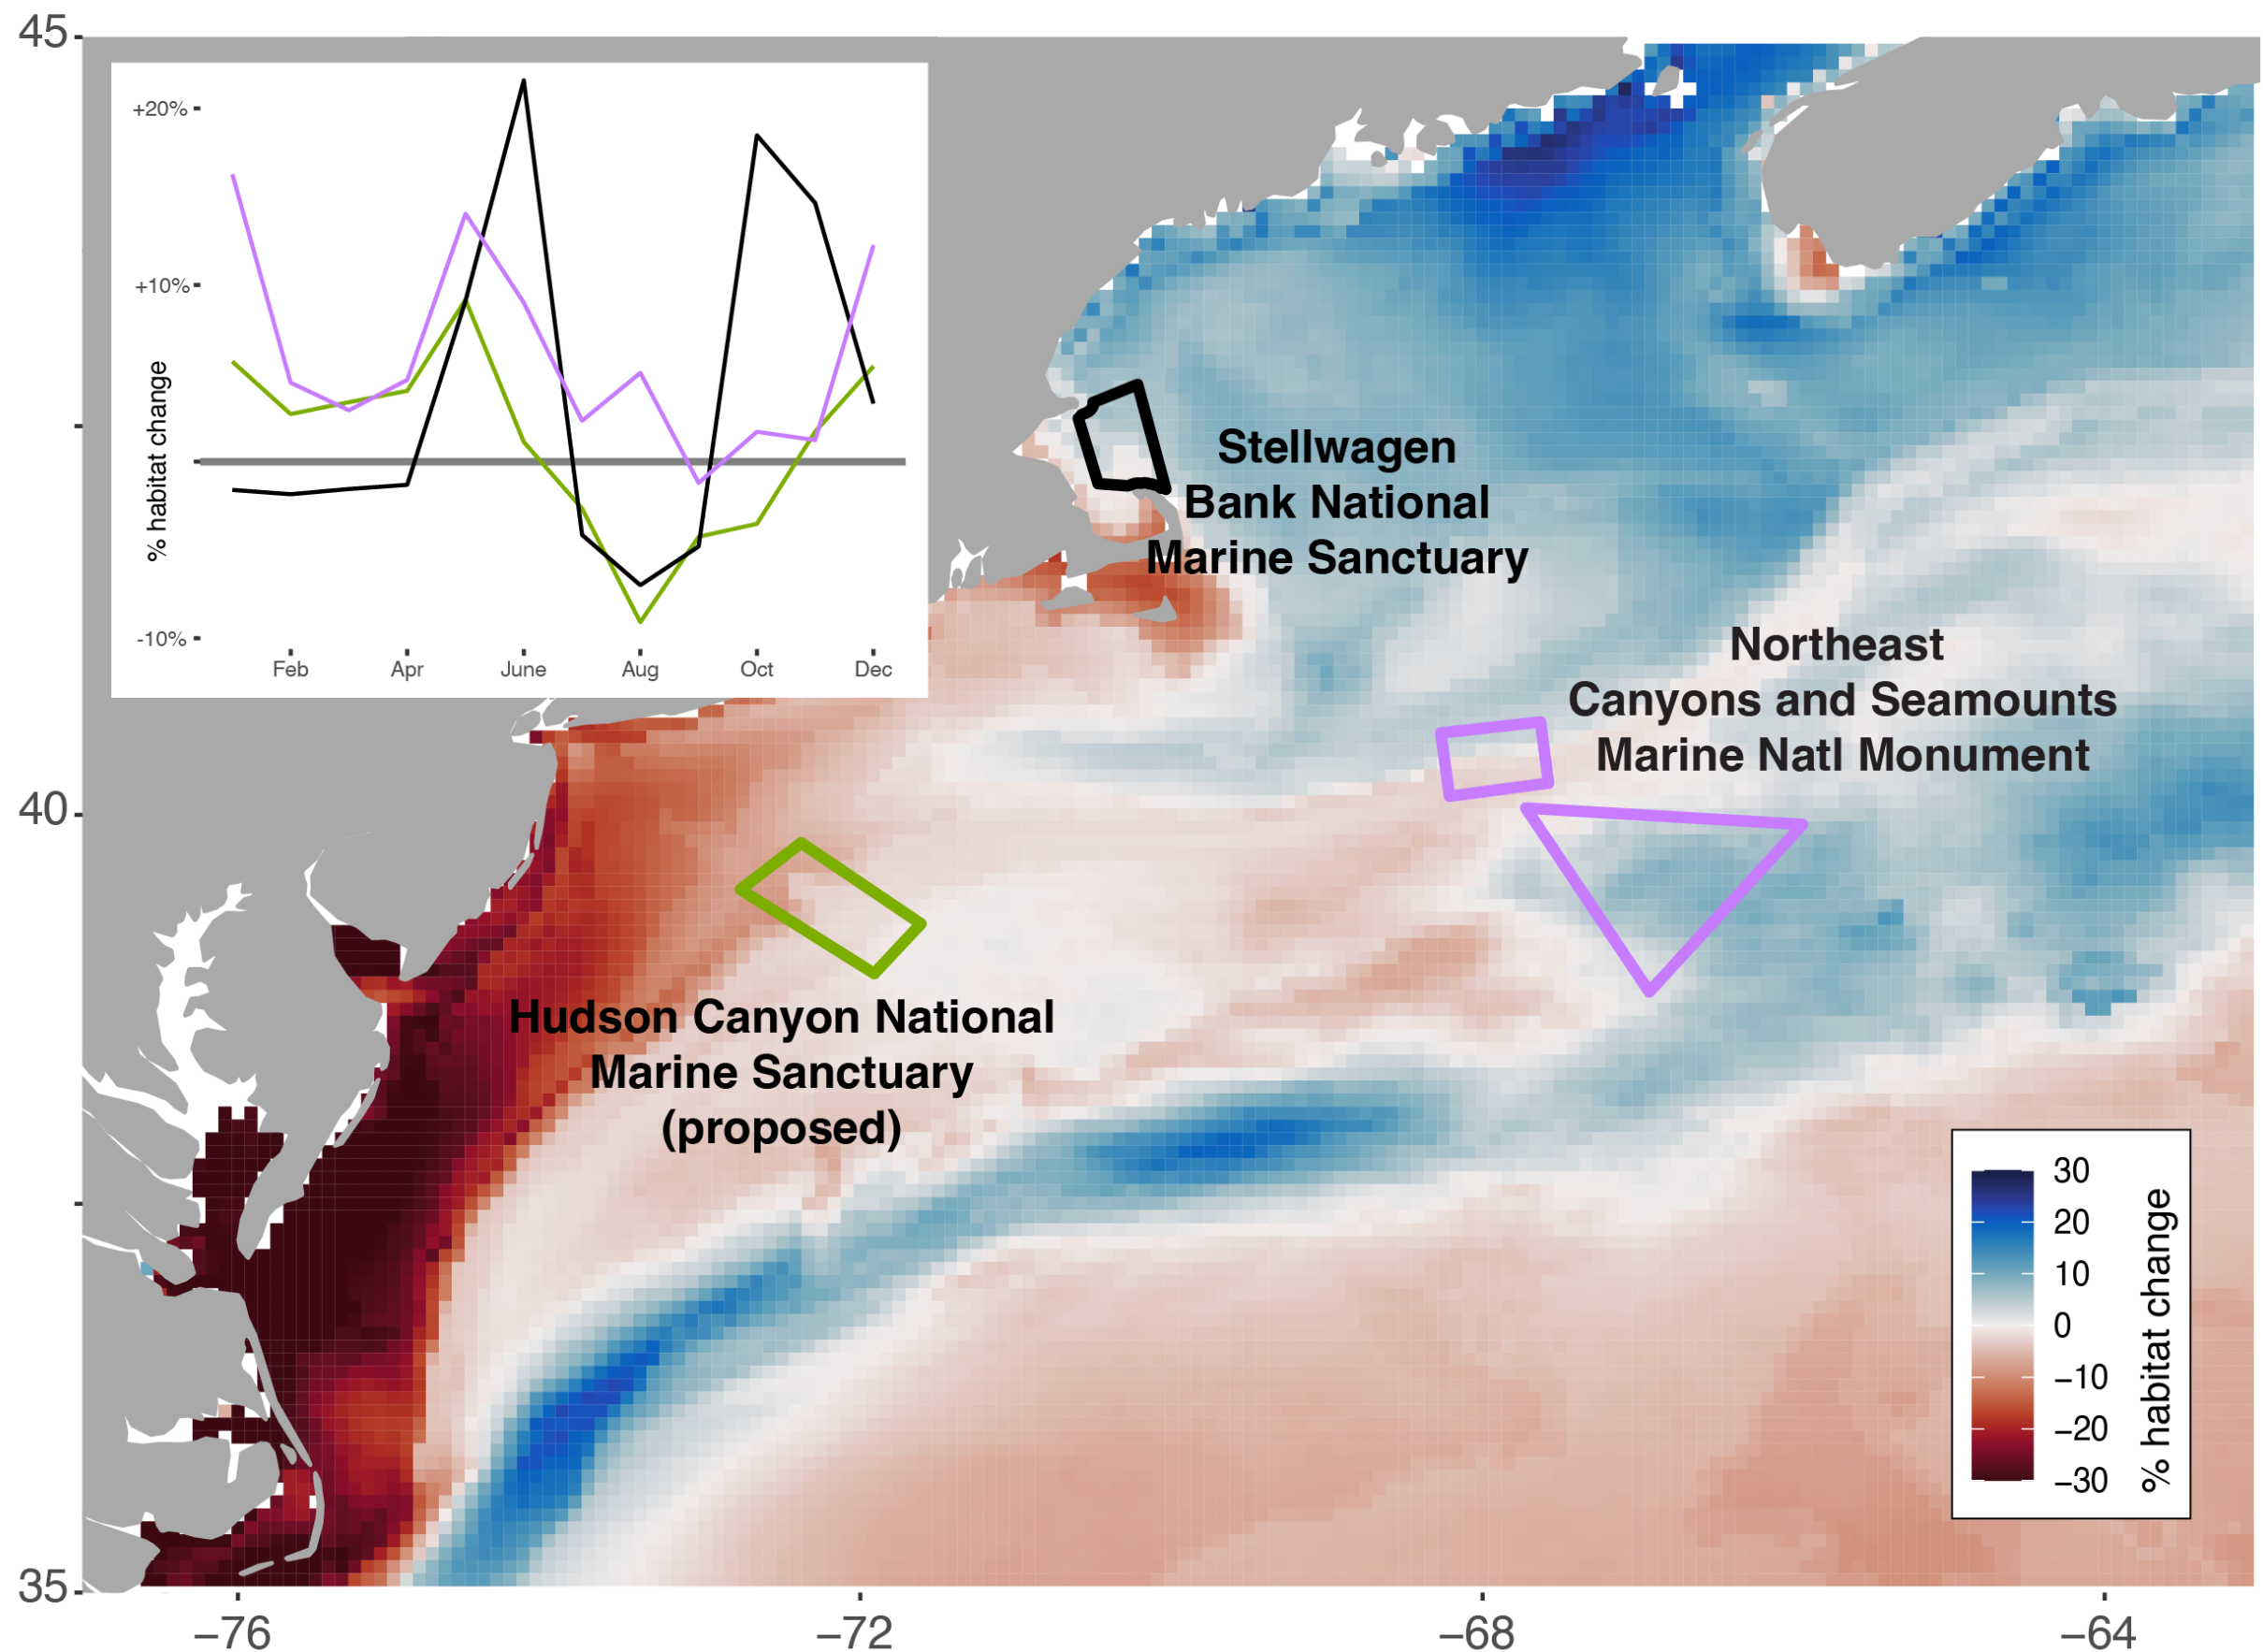 45
40
35
−76
−72
−68
−64
+20%
+10%
-10%
% habitat change
Feb
Apr
June
Aug
Oct
Dec
Stellwagen
Bank National
Marine Sanctuary
Northeast
Canyons and Seamounts
Marine Natl Monument
Hudson Canyon National
Marine Sanctuary
(proposed)
30
20
10
0
−10
−20
−30
% habitat change